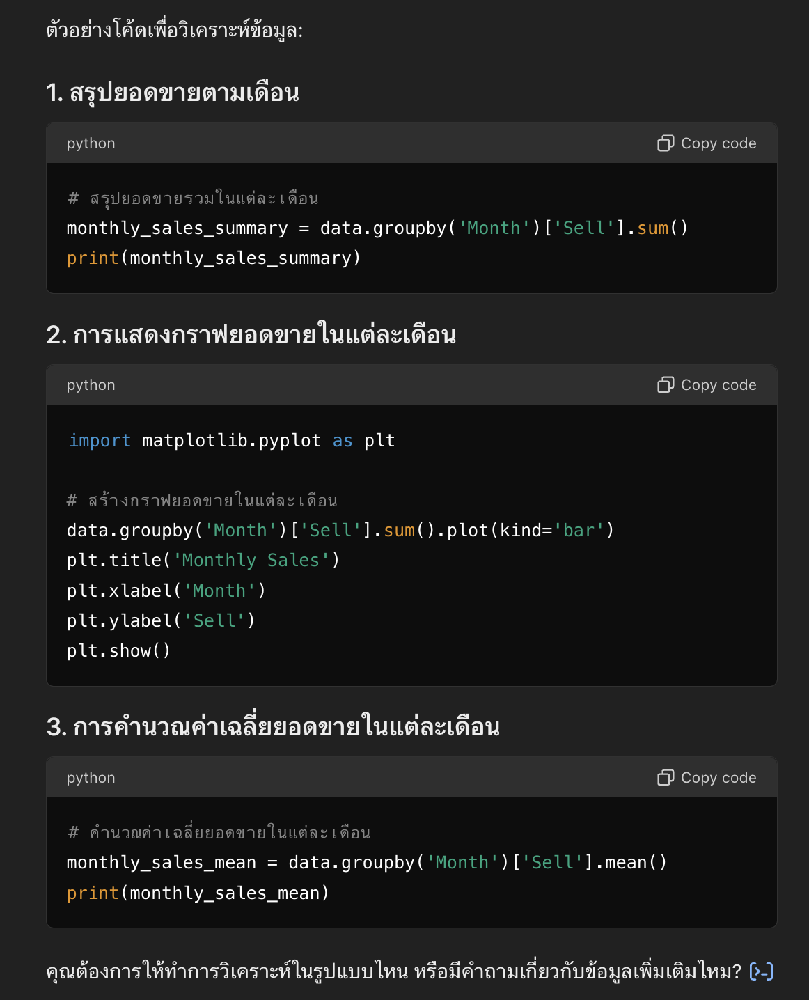 ตัวอย่างโค้ดเพื่อวิเคราะห์ข้อมูล:
1. สรุปยอดขายตามเดือน
python
Copy code
# สรุปยอดขายรวมในแต่ละเดือน
monthly_sales_summary = data.groupby('Month')['Sell'].sum()
print(monthly_sales_summary)
2. การแสดงกราฟยอดขายในแต่ละเดือน
python
Copy code
import matplotlib.pyplot as plt
# สร้างกราฟยอดขายในแต่ละเดือน
data.groupby('Month')['Sell'].sum().plot(kind='bar')
plt.title('Monthly Sales')
plt.xlabel('Month')
plt.ylabel('Sell')
plt.show()
3. การคำนวณค่าเฉลี่ยยอดขายในแต่ละเดือน
python
Copy code
# คำนวณค่าเฉลี่ยยอดขายในแต่ละเดือน
monthly_sales_mean = data.groupby('Month')['Sell'].mean()
print(monthly_sales_mean)
คุณต้องการให้ทำการวิเคราะห์ในรูปแบบไหน หรือมีคำถามเกี่ยวกับข้อมูลเพิ่มเติมไหม?